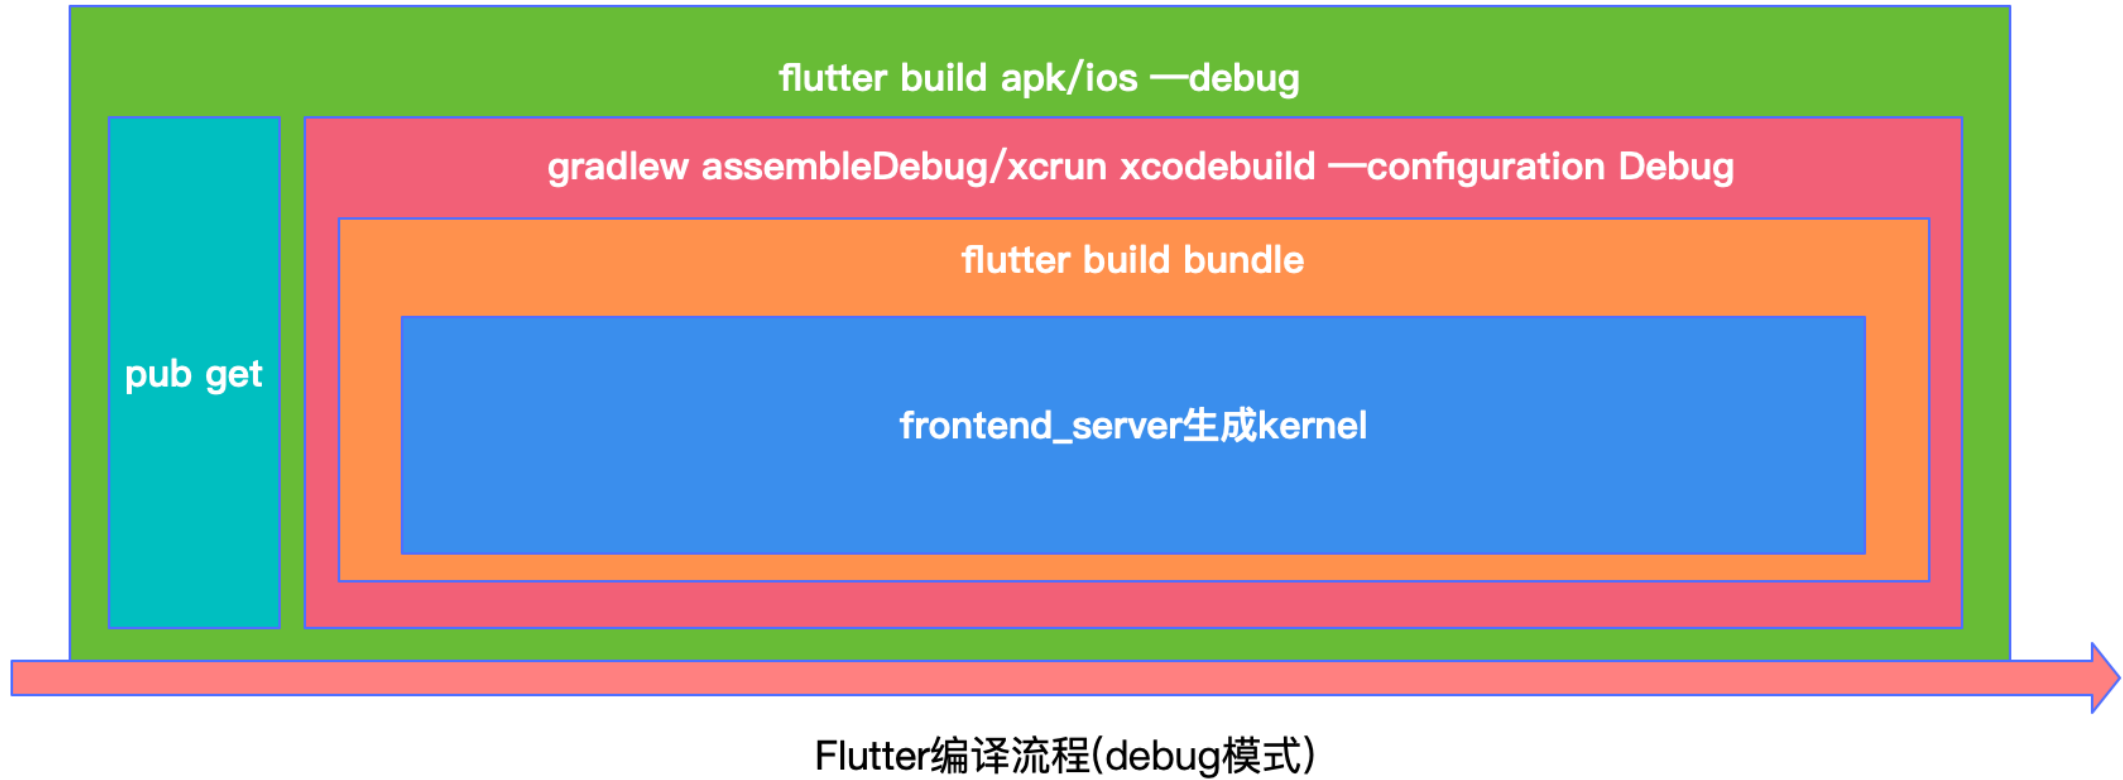 flutter build apk/ios —debug
gradlew assembleDebug/xcrun xcodebuild —configuration Debug
flutter build bundle
pub get
frontend_server生成kernel
Flutter编译流程(debug模式)